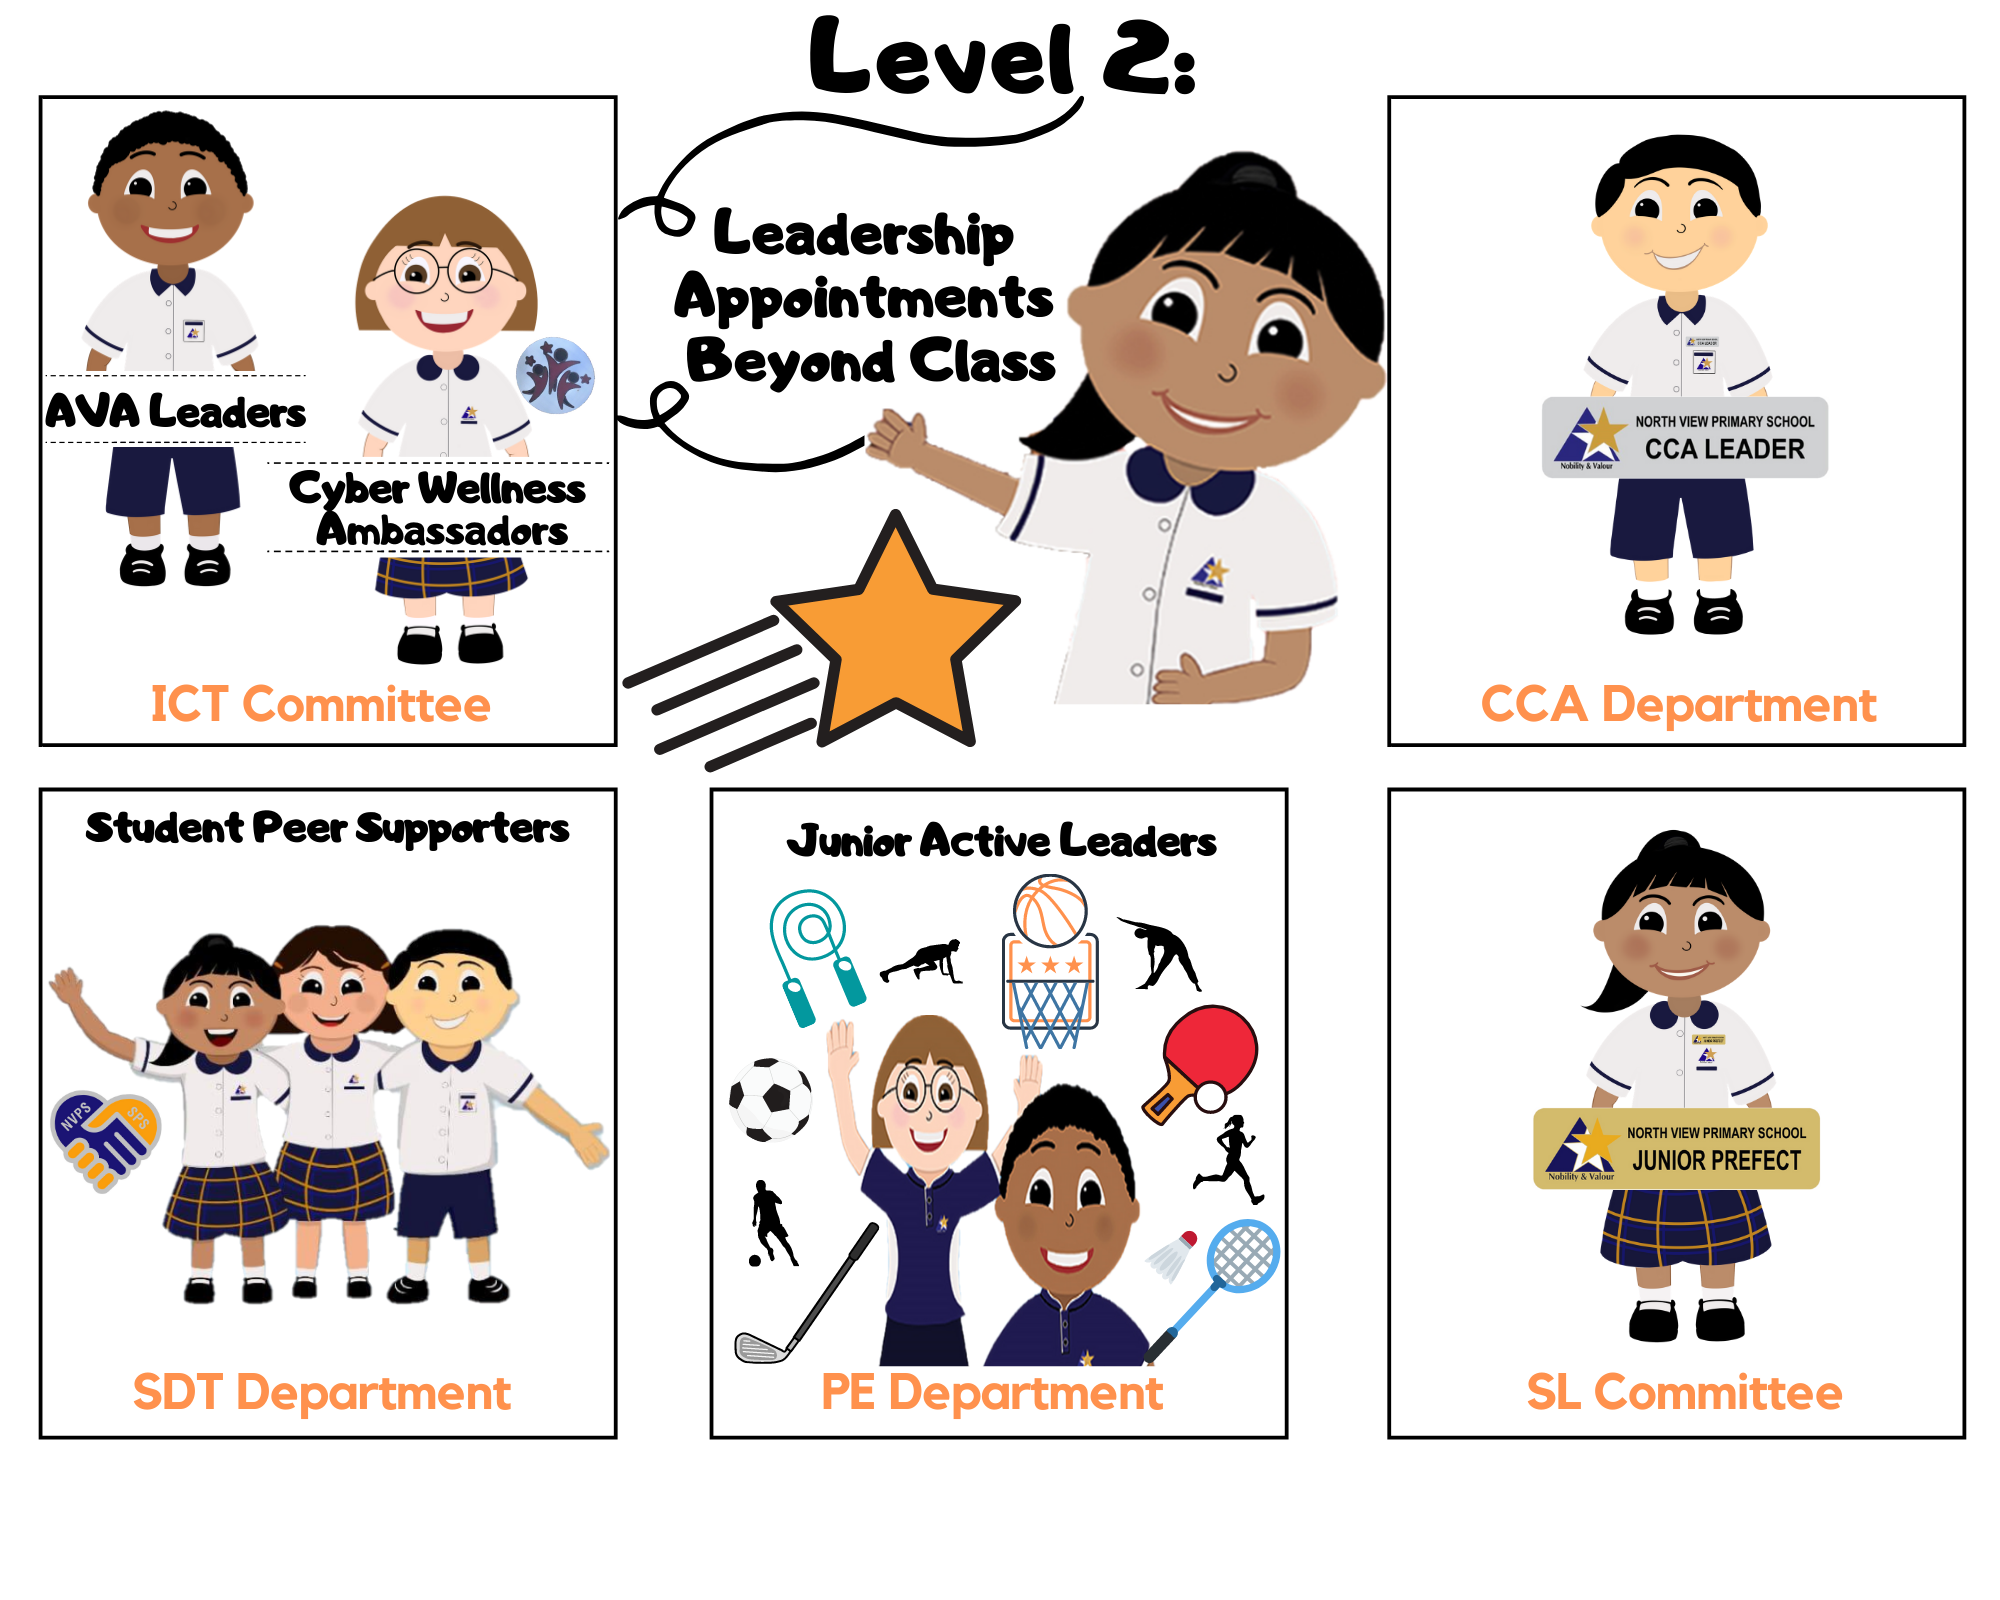 Level 2:
Leadership
Appointments
Beyond Class
AVA Leaders
Cyber Wellness
Ambassadors
ICT Committee
NORTH VIEW PRIMARY SCHOOL
CCA LEADER
Nobility & Valour
CCA Department
Student Peer Supporters
NVPS
SPS
SDT Department
Junior Active Leaders
PE Department
NORTH VIEW PRIMARY SCHOOL
JUNIOR PREFECT
Nobility & Valour
SL Committee